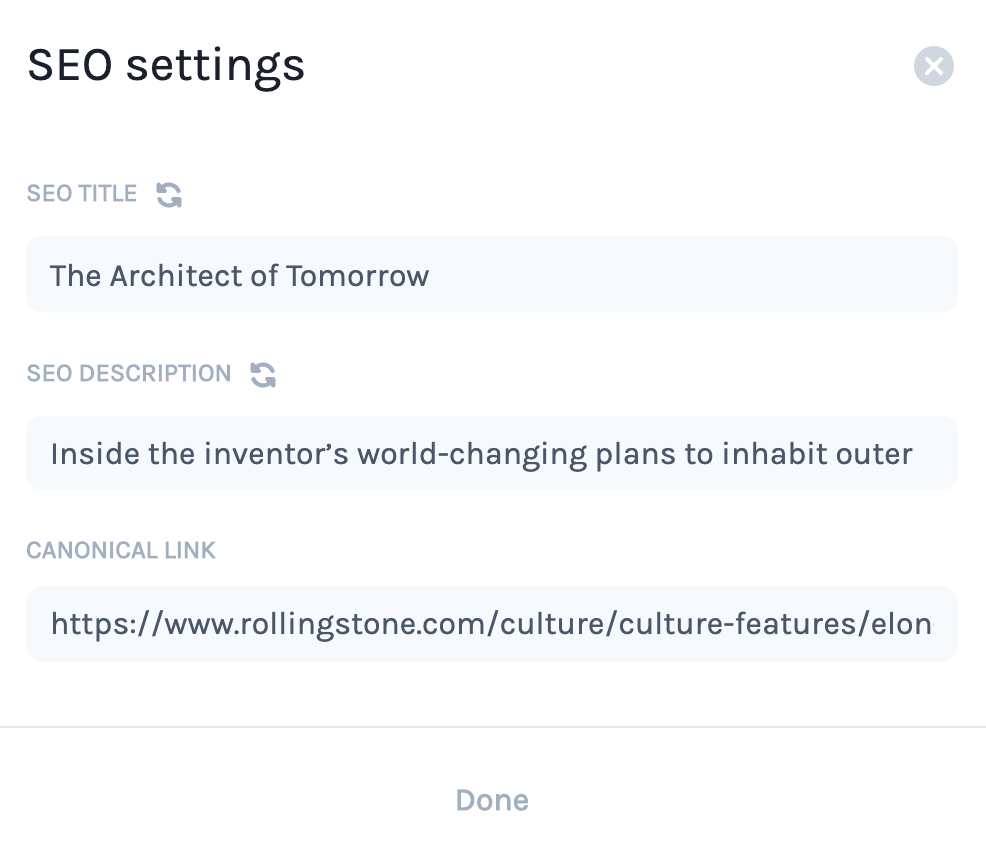 SEO settings
SEO TITLE
The Architect of Tomorrow
SEO DESCRIPTION
Inside the inventor’s world-changing plans to inhabit outer
CANONICAL LINK
https://www.rollingstone.com/culture/culture-features/elon
Done